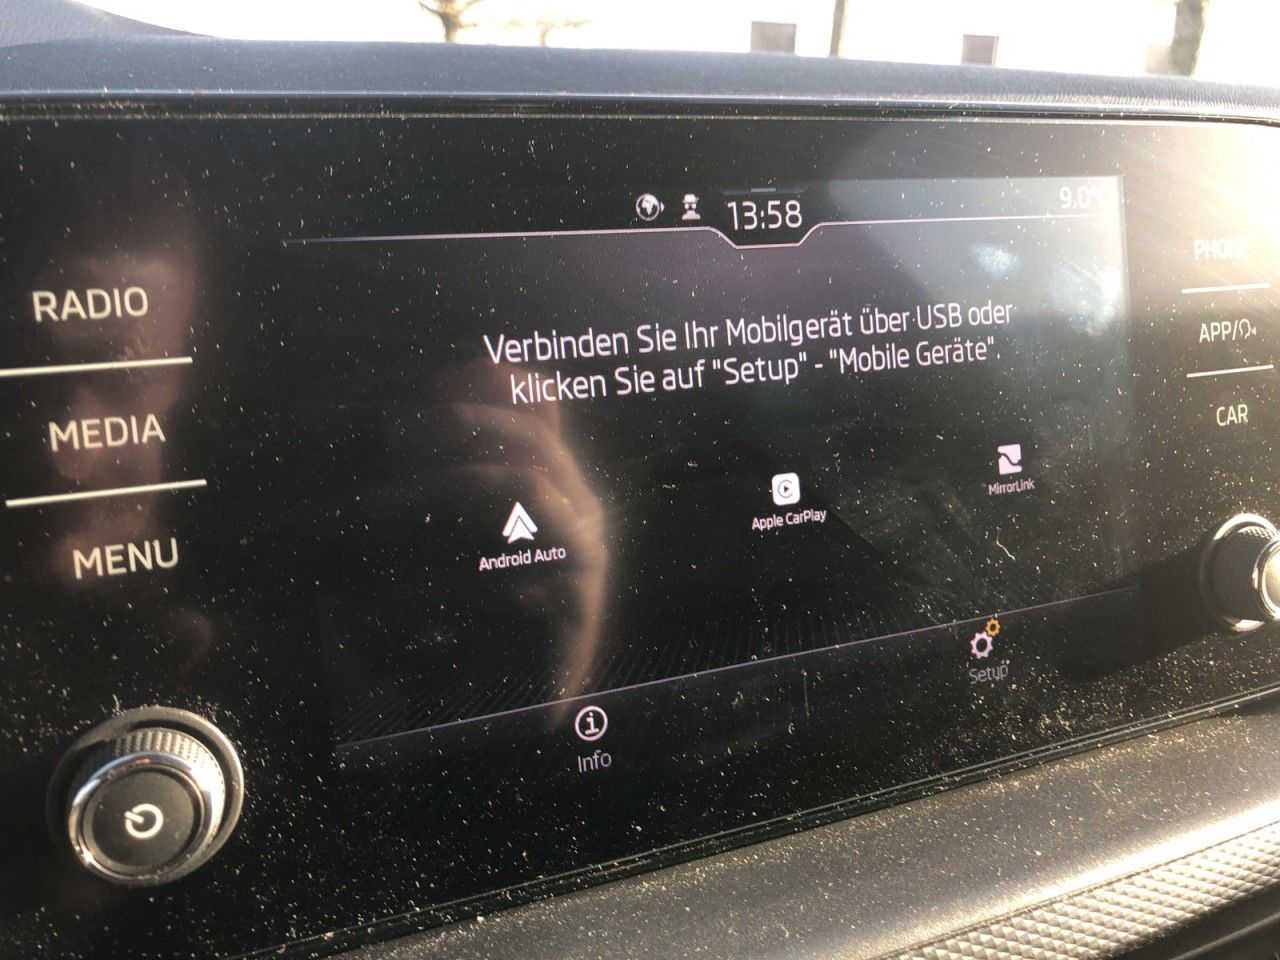 13:58
9.0°
RADIO
MEDIA
MENU
Verbinden Sie Ihr Mobilgerät über USB oder
klicken Sie auf "Setup" - "Mobile Geräte".
Android Auto
Apple CarPlay
MirrorLink
Info
Setup
PHONE
APP/
CAR